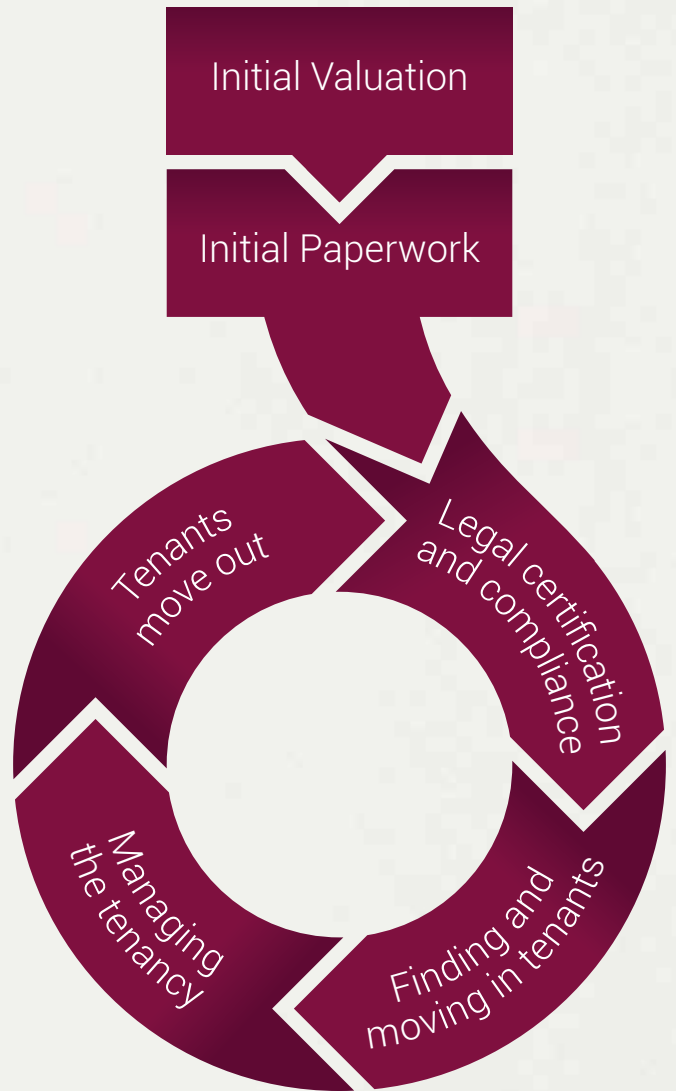 Initial Valuation
Initial Paperwork
Legal certification
and compliance
Finding and
moving in tenants
Managing
the tenancy
Tenants
move out